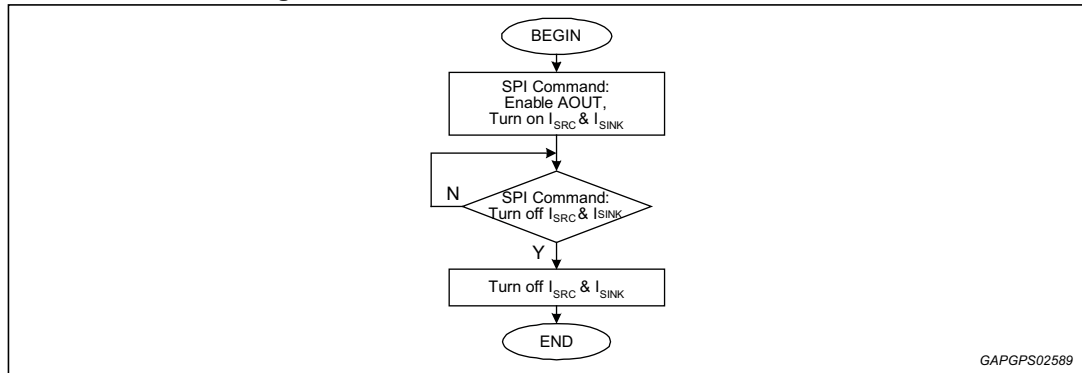 BEGIN
SPI Command:
Enable AOUT,
Turn on ISRC & ISINK
N
SPI Command:
Turn off ISRC & ISINK
Y
Turn off ISRC & ISINK
END
GAPGPS02589